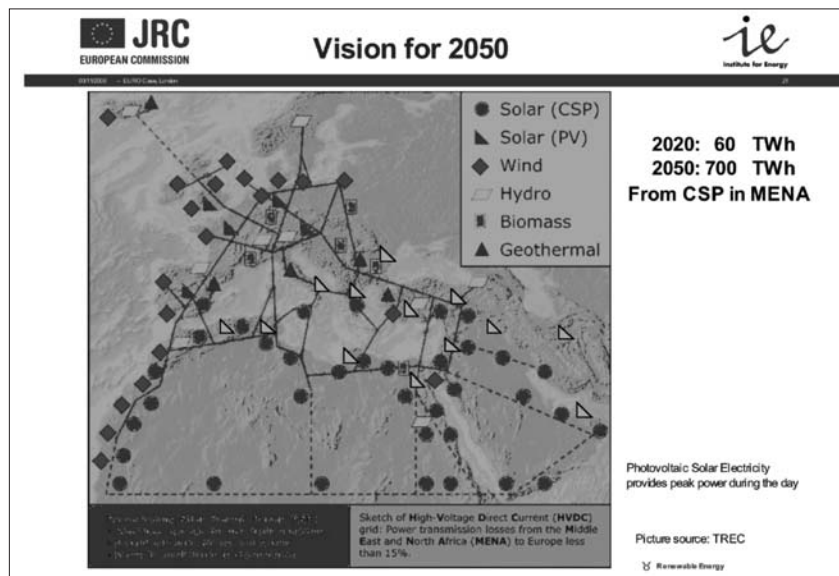 JRC
EUROPEAN COMMISSION
Vision for 2050
ie
Institute for Energy
Solar (CSP)
Solar (PV)
Wind
Hydro
Biomass
Geothermal
2020: 60 TWh
2050: 700 TWh
From CSP in MENA
Photovoltaic Solar Electricity
provides peak power during the day
Sketch of High-Voltage Direct Current (HVDC)
grid: Power transmission losses from the Middle
East and North Africa (MENA) to Europe less
than 15%.
Picture source: TREC
Renewable Energy